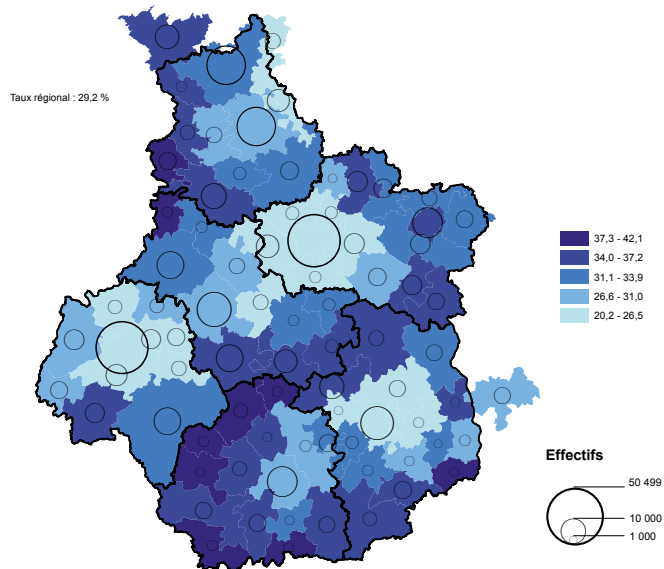 Taux régional : 29,2 %
37,3 - 42,1
34,0 - 37,2
31,1 - 33,9
26,6 - 31,0
20,2 - 26,5
Effectifs
50 499
10 000
1 000